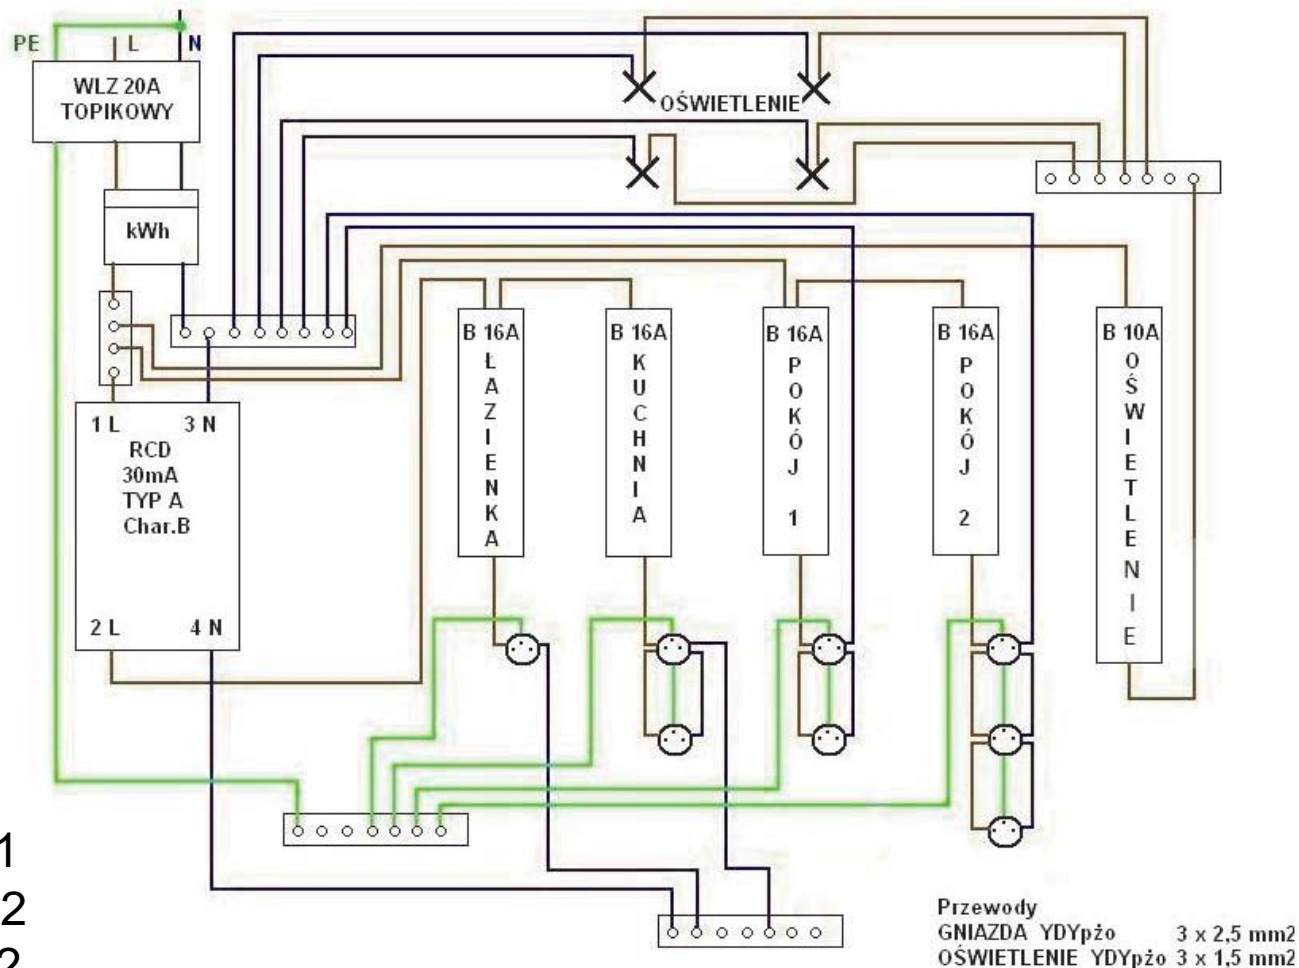 PE
L
N
WLZ 20A
TOPIKOWY
OŚWIETLENIE
kWh
B 16A
ŁAZIENKA
B 16A
KUCHNIA
B 16A
POKÓJ 1
B 16A
POKÓJ 2
B 10A
OŚWIETLENIE
1 L
3 N
RCD
30mA
TYP A
Char.B
2 L
4 N
1
2
2
Przewody
GNIAZDA YDYpżo 3 x 2,5 mm2
OŚWIETLENIE YDYpżo 3 x 1,5 mm2